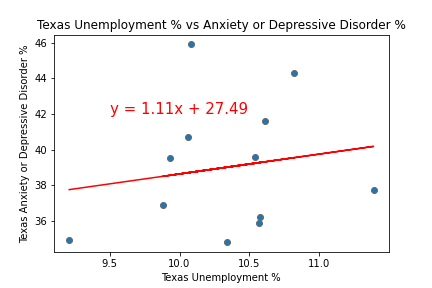 Texas Unemployment % vs Anxiety or Depressive Disorder %
Texas Anxiety or Depressive Disorder %
46
44
42
40
38
36
y = 1.11x + 27.49
9.5
10.0
10.5
11.0
Texas Unemployment %